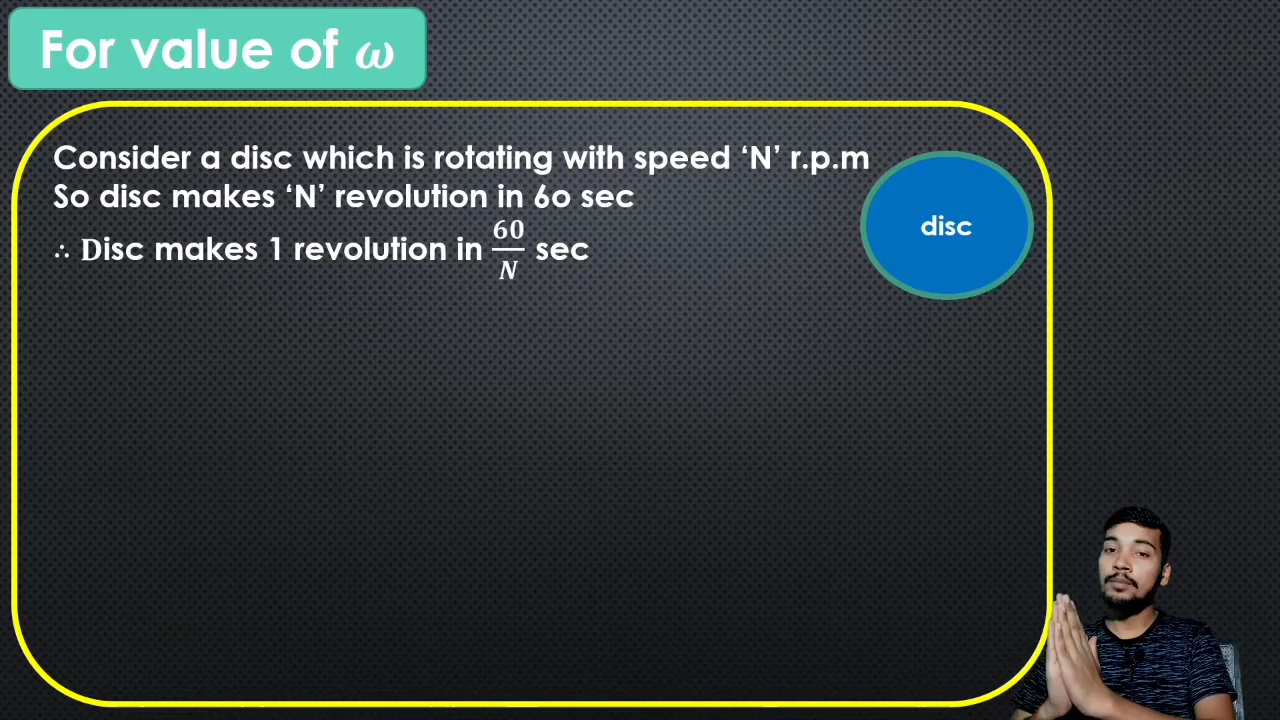 For value of 𝝎
Consider a disc which is rotating with speed ‘N’ r.p.m
So disc makes ‘N’ revolution in 6o sec
∴ Disc makes 1 revolution in 60/N sec
disc